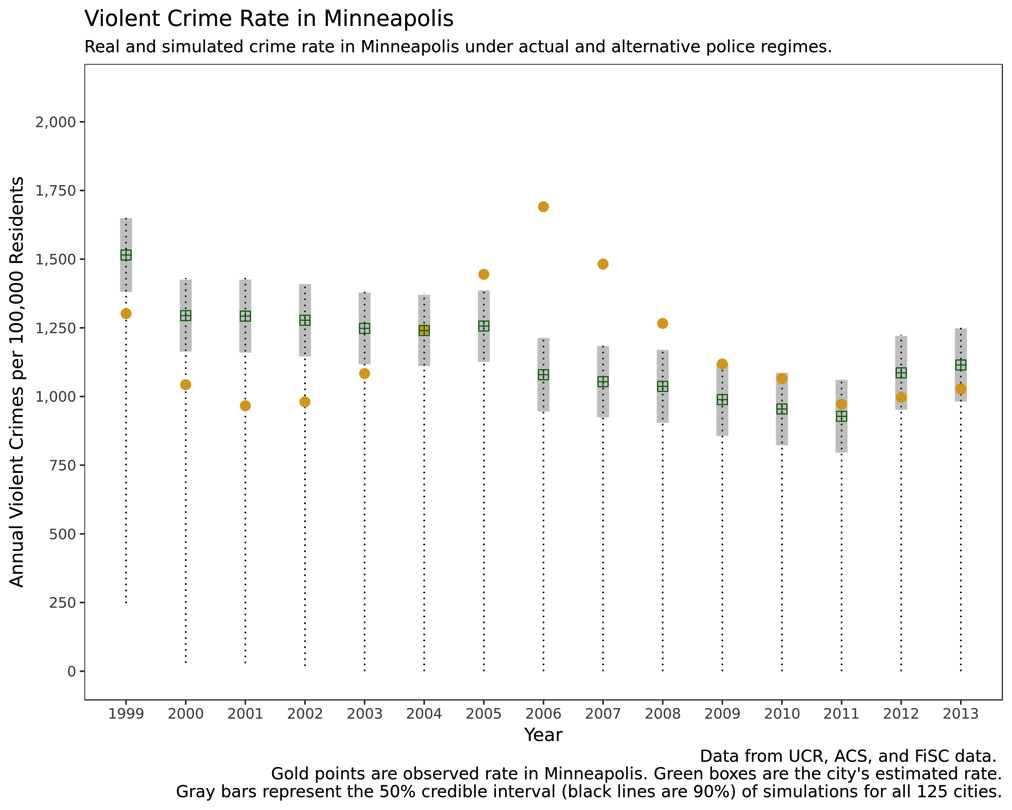 Violent Crime Rate in Minneapolis
Real and simulated crime rate in Minneapolis under actual and alternative police regimes.
Annual Violent Crimes per 100,000 Residents
2,000
1,750
1,500
1,250
1,000
750
500
250
0
1999 2000 2001 2002 2003 2004 2005 2006 2007 2008 2009 2010 2011 2012 2013
Year
Data from UCR, ACS, and FiSC data.
Gold points are observed rate in Minneapolis. Green boxes are the city's estimated rate.
Gray bars represent the 50% credible interval (black lines are 90%) of simulations for all 125 cities.